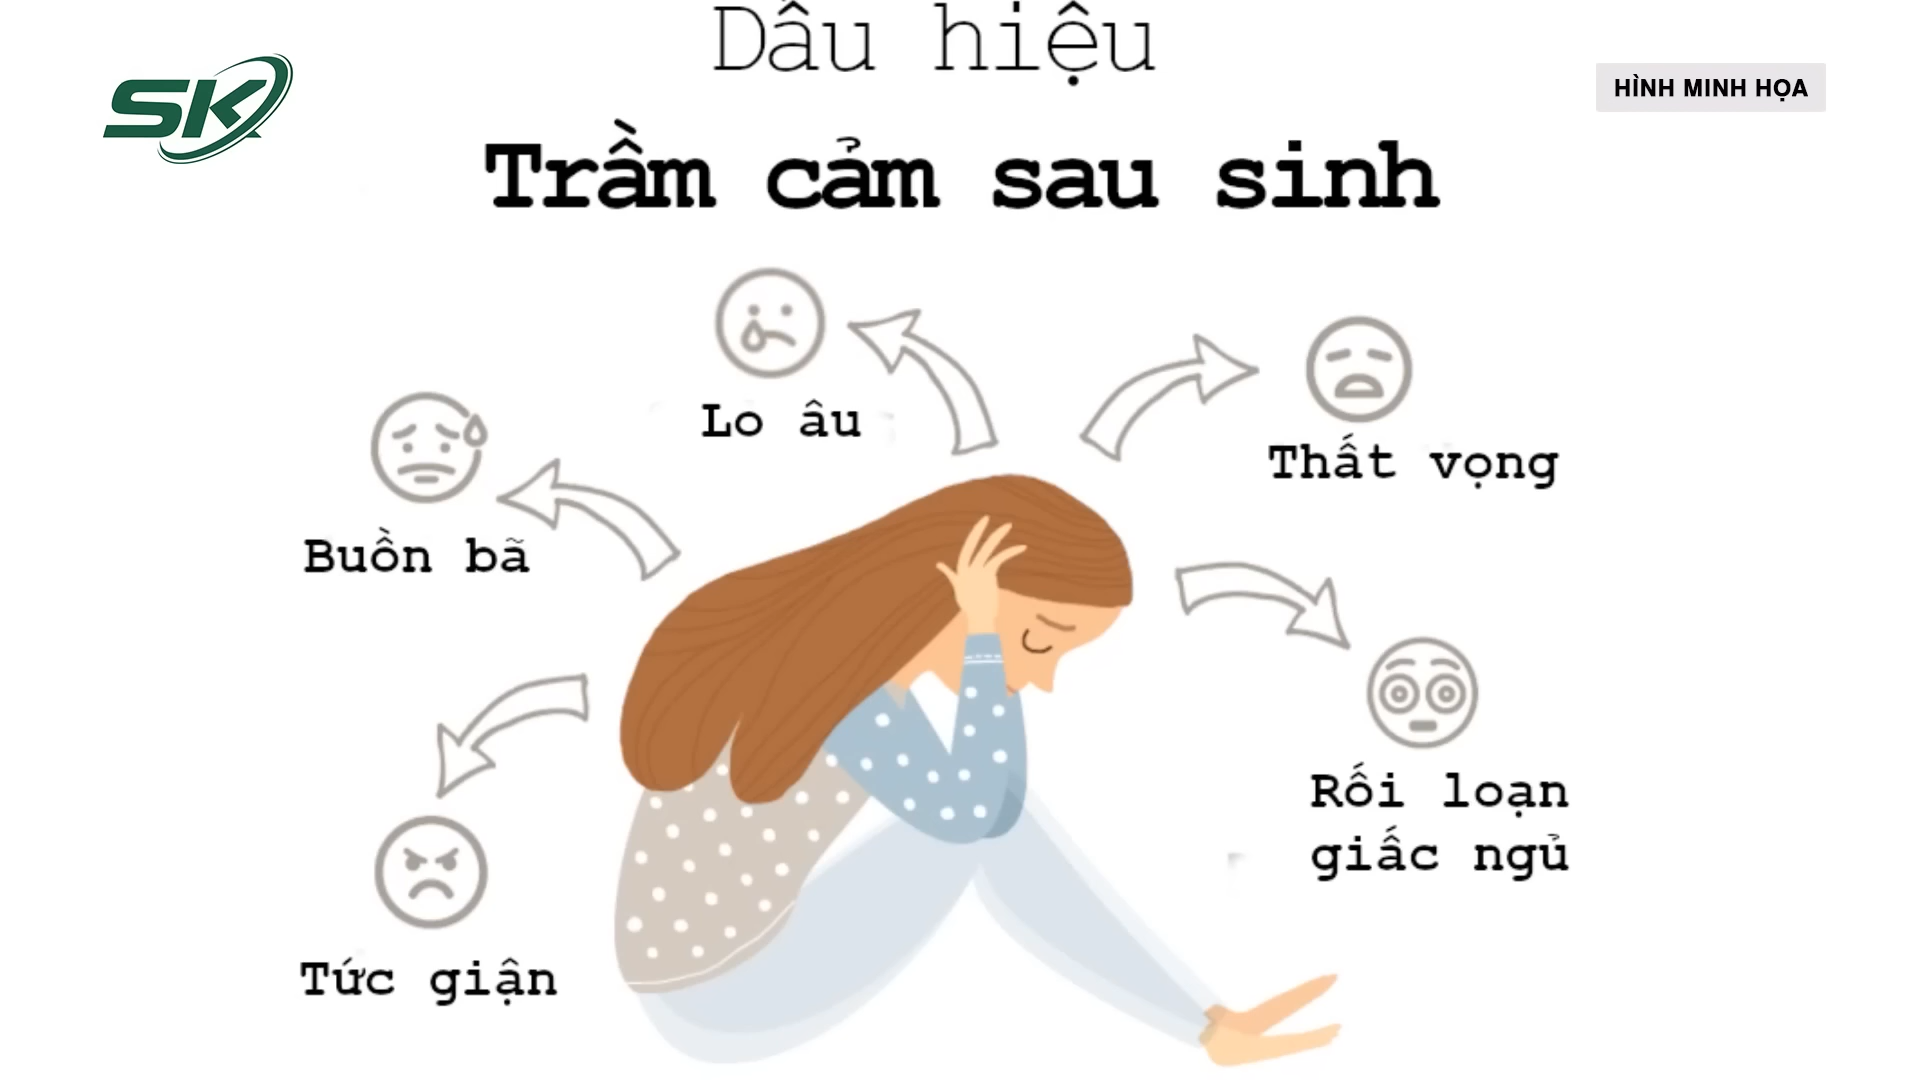 Dấu hiệu
SK
HÌNH MINH HỌA
Trầm cảm sau sinh
Lo âu
Thất vọng
Buồn bã
Rối loạn
giấc ngủ
Tức giận